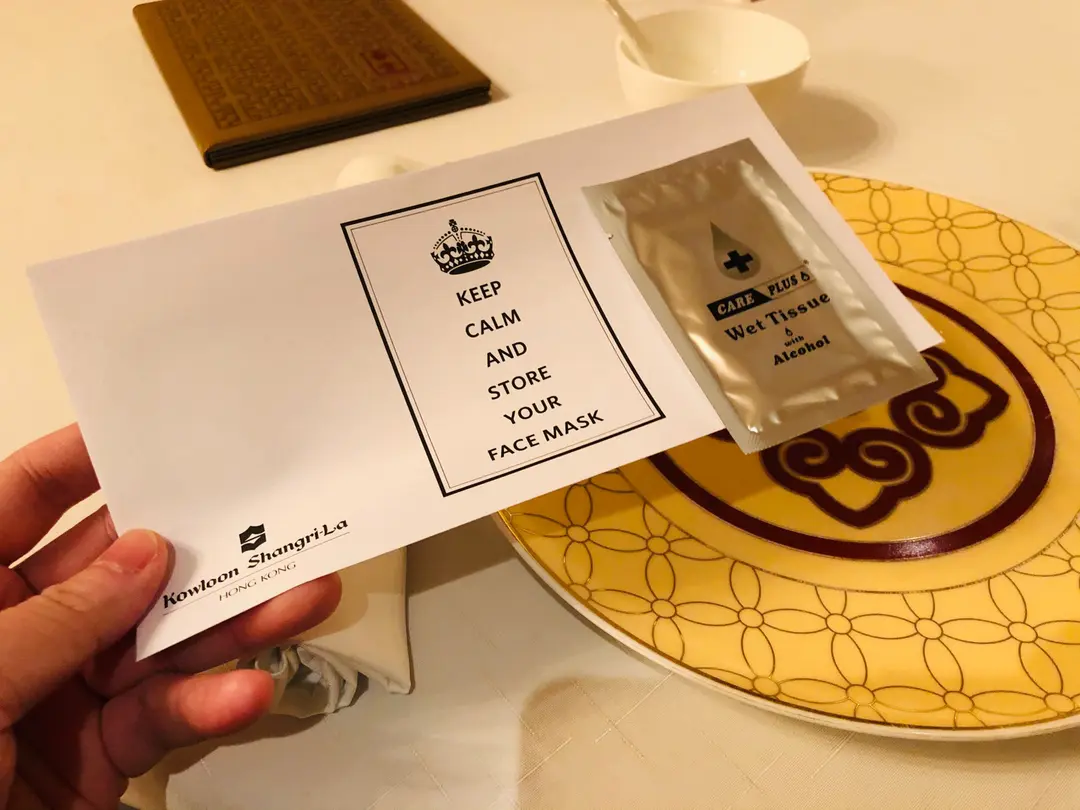 KEEP
CALM
AND
STORE
YOUR
FACE MASK
CARE PLUS
Wet Tissue
with
Alcohol
Kowloon Shangri-La
HONG KONG